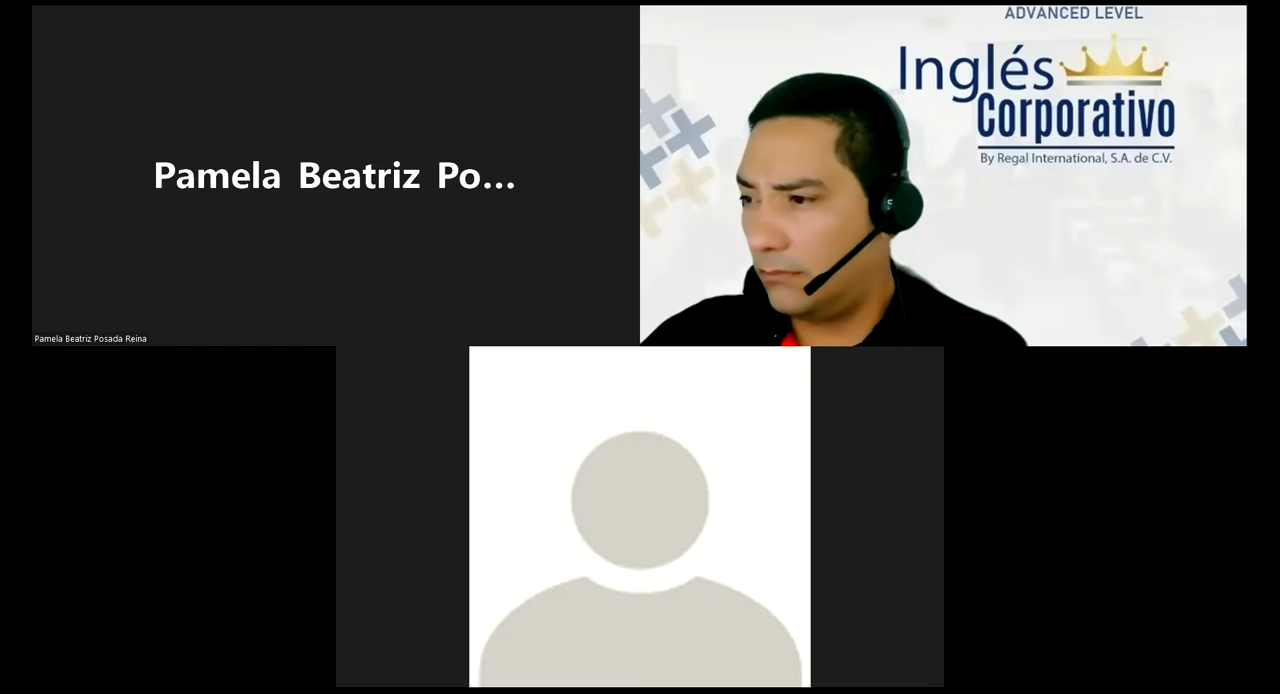 Pamela Beatriz Po...
Pamela Beatriz Posada Reina
ADVANCED LEVEL
Inglés
Corporativo
By Regal International, S.A. de C.V.